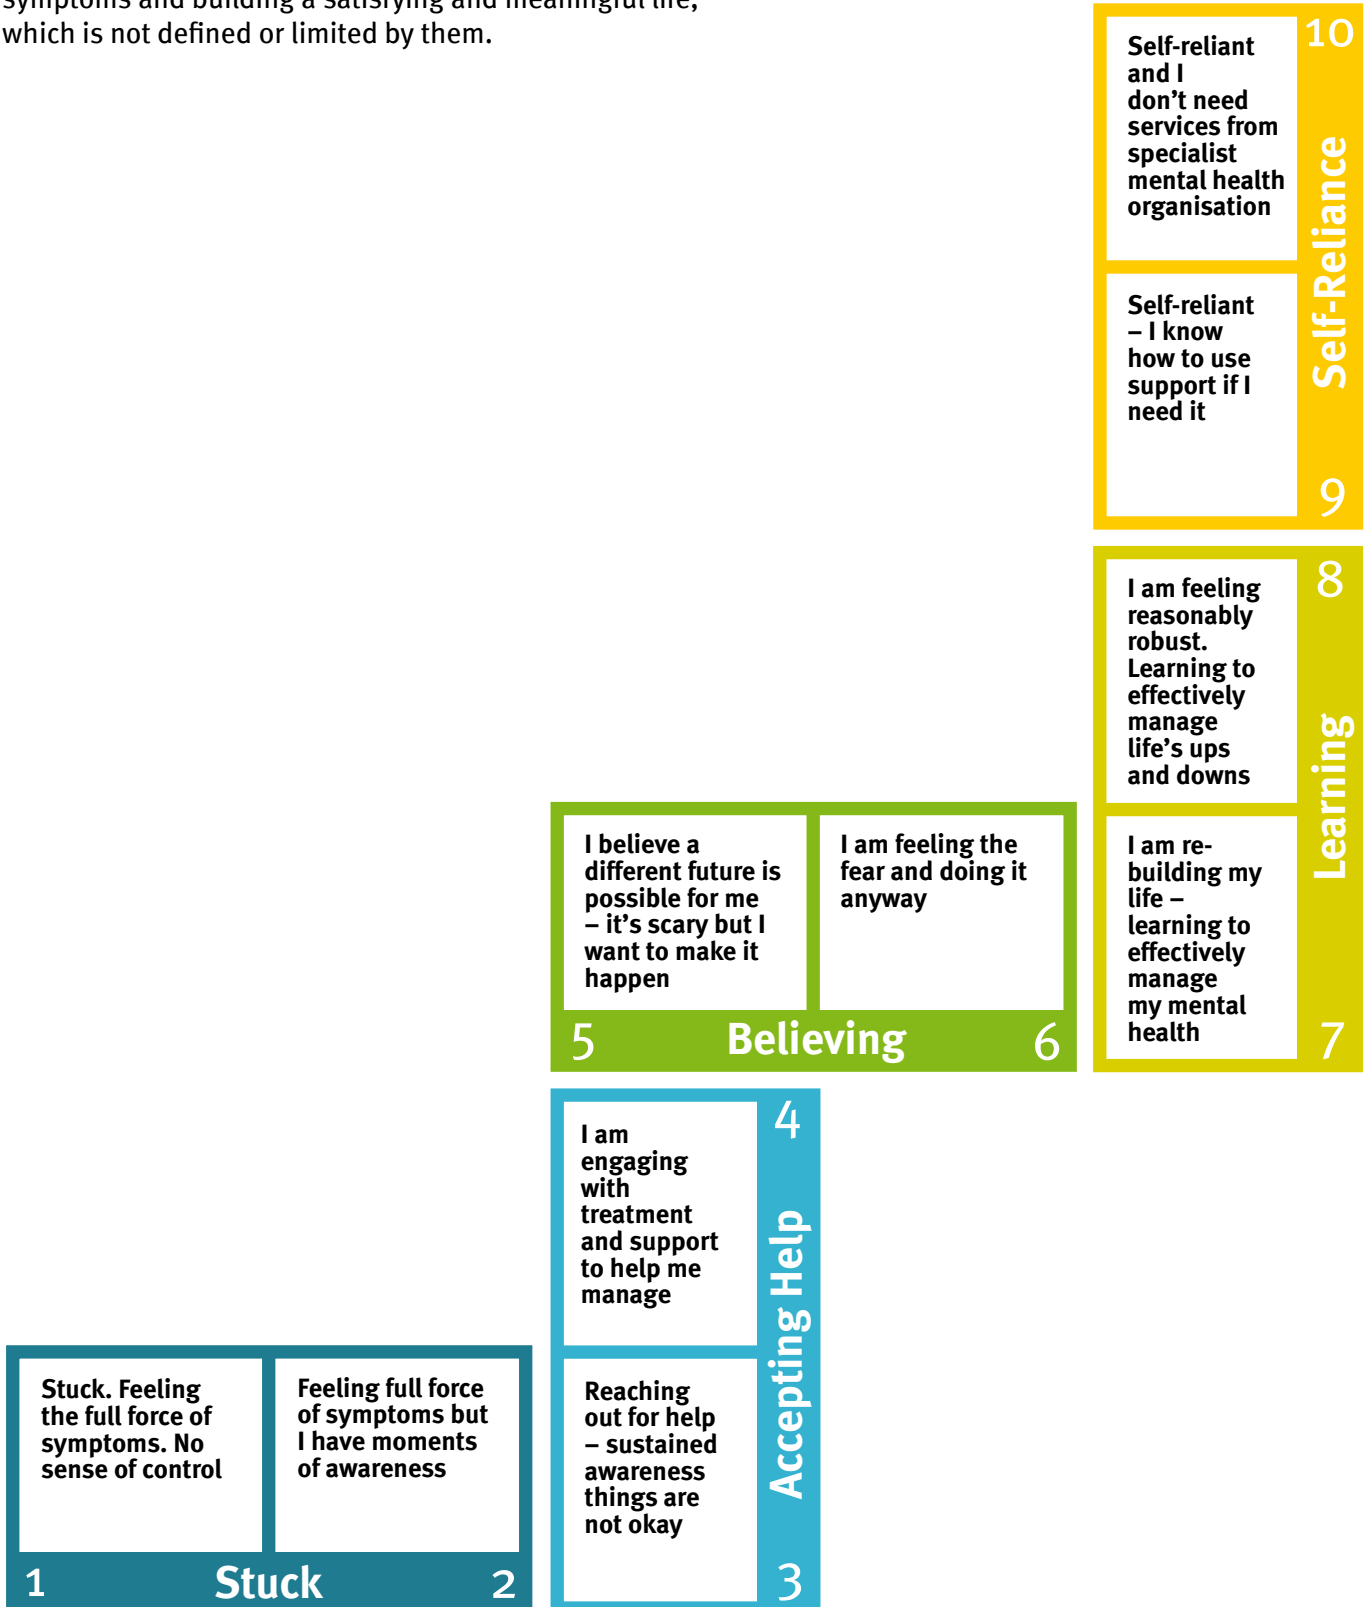 symptoms and building a satisfying and meaningful life,
which is not defined or limited by them.
10
Self-reliant
and I
don’t need
services from
specialist
mental health
organisation
Self-Reliance
Self-reliant
– I know
how to use
support if I
need it
9
8
I am feeling
reasonably
robust.
Learning to
effectively
manage
life’s ups
and downs
Learning
I am re-
building my
life –
learning to
effectively
manage
my mental
health
7
I believe a
different future is
possible for me
– it’s scary but I
want to make it
happen
I am feeling the
fear and doing it
anyway
5 Believing 6
4
I am
engaging
with
treatment
and support
to help me
manage
Accepting Help
Reaching
out for help
– sustained
awareness
things are
not okay
3
Stuck. Feeling
the full force of
symptoms. No
sense of control
Feeling full force
of symptoms but
I have moments
of awareness
1 Stuck 2